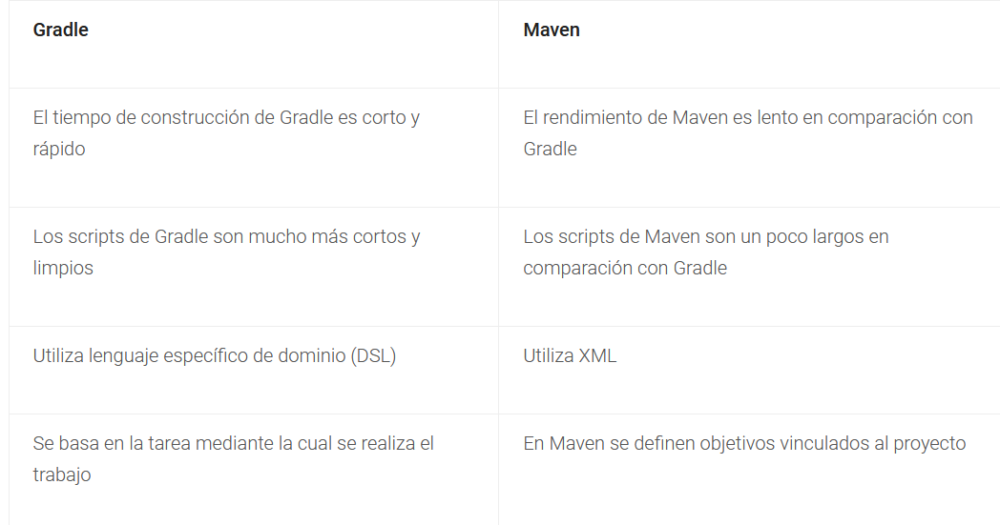 Gradle
Maven
El tiempo de construcción de Gradle es corto y
rápido
El rendimiento de Maven es lento en comparación con
Gradle
Los scripts de Gradle son mucho más cortos y
limpios
Los scripts de Maven son un poco largos en
comparación con Gradle
Utiliza lenguaje específico de dominio (DSL)
Utiliza XML
Se basa en la tarea mediante la cual se realiza el
trabajo
En Maven se definen objetivos vinculados al proyecto